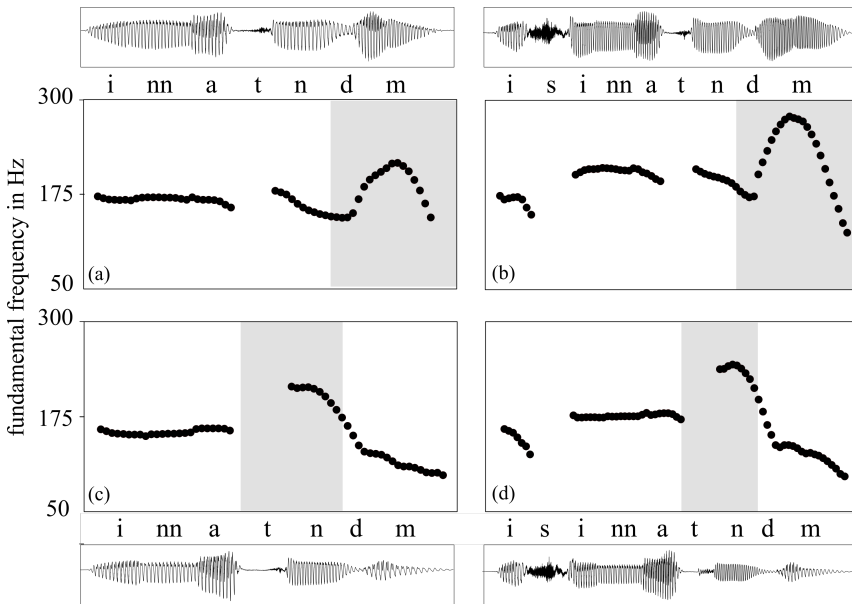 i nn a t n d m
i s i nn a t n d m
300
175
50
(a)
(b)
fundamental frequency in Hz
300
175
50
(c)
(d)
i nn a t n d m
i s i nn a t n d m